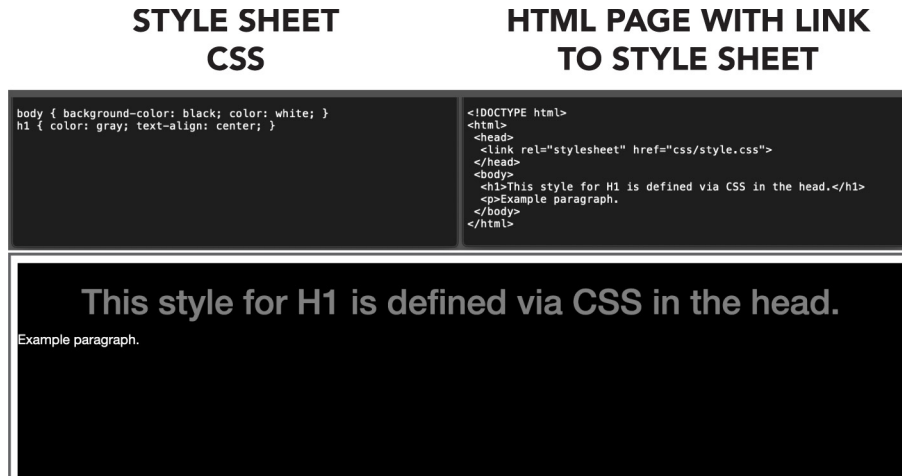 STYLE SHEET
CSS
HTML PAGE WITH LINK
TO STYLE SHEET
body { background-color: black; color: white; }
h1 { color: gray; text-align: center; }
<!DOCTYPE html>
<html>
<head>
<link rel="stylesheet" href="css/style.css">
</head>
<body>
<h1>This style for H1 is defined via CSS in the head.</h1>
<p>Example paragraph.
</body>
</html>
This style for H1 is defined via CSS in the head.
Example paragraph.